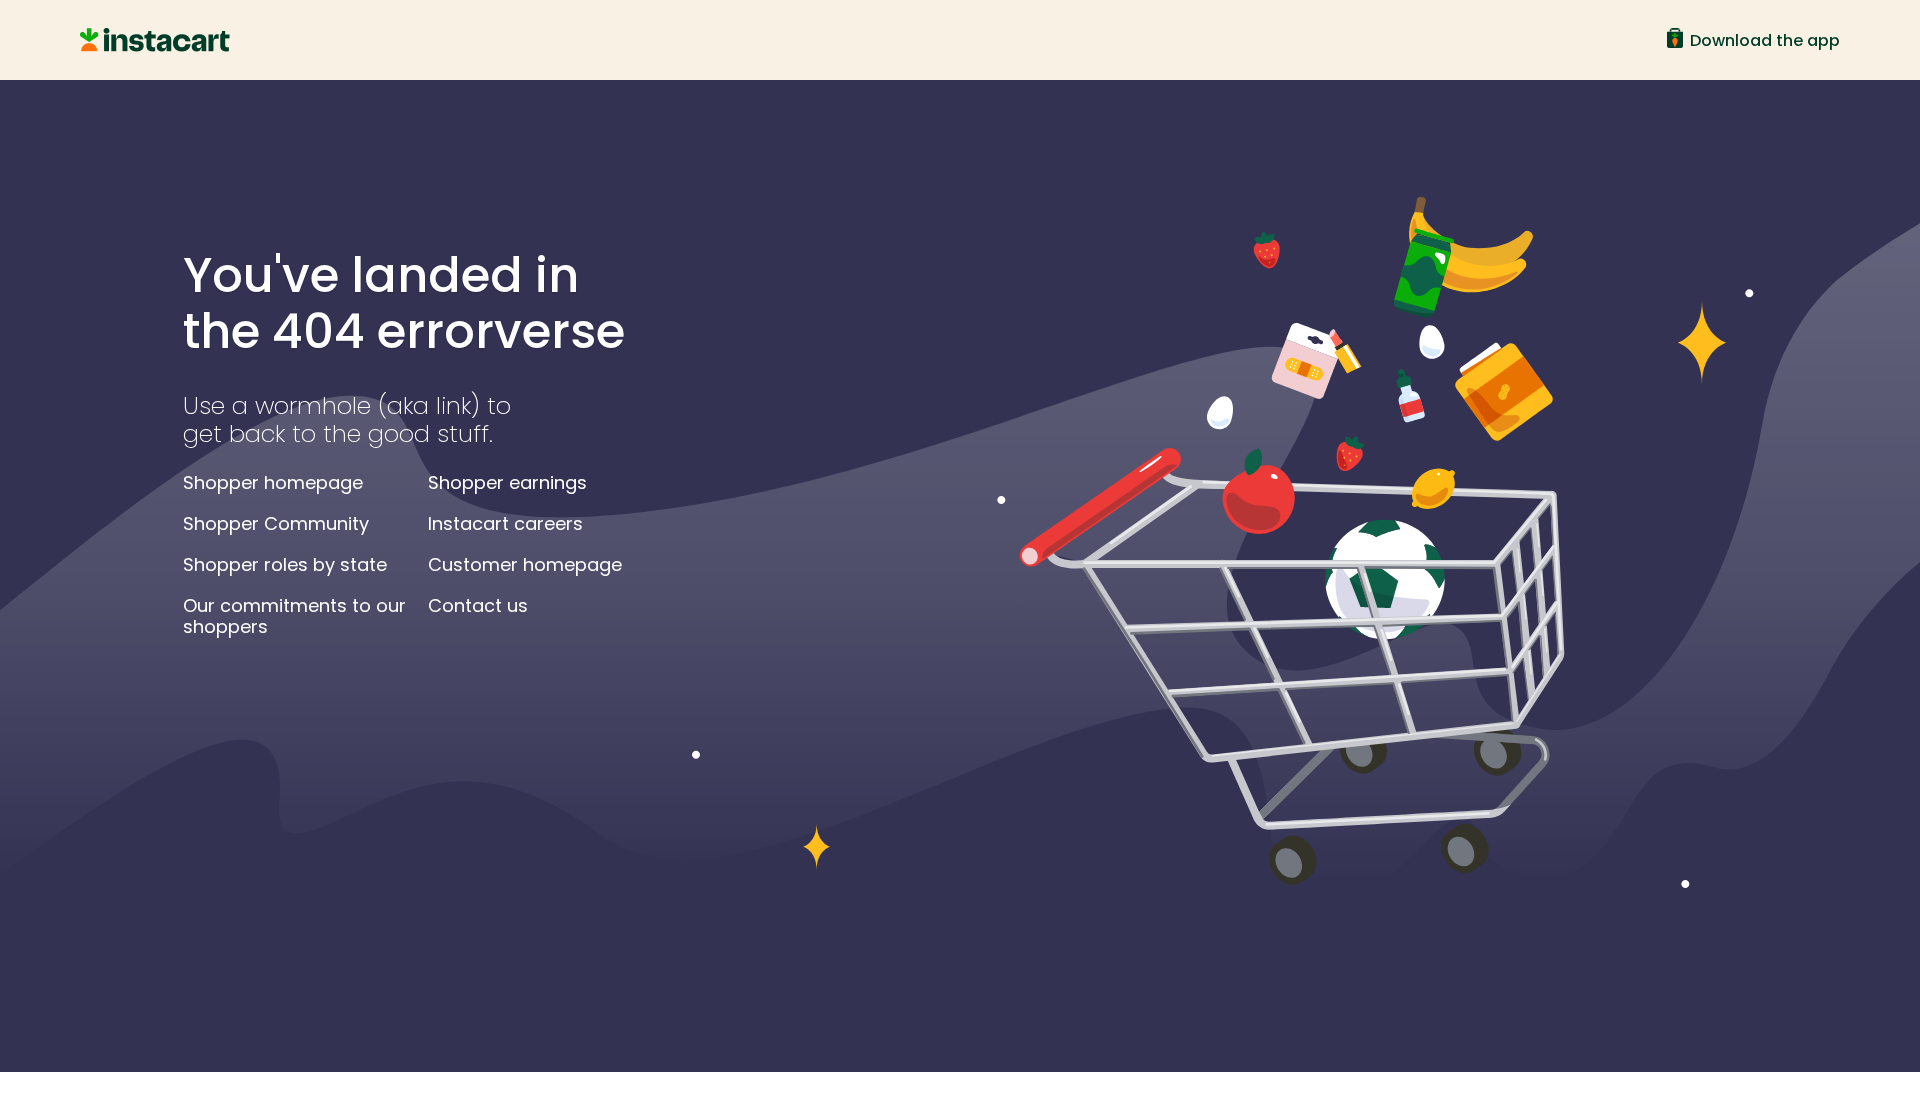 instacart
Download the app
You've landed in
the 404 errorverse
Use a wormhole (aka link) to
get back to the good stuff.
Shopper homepage
Shopper earnings
Shopper Community
Instacart careers
Shopper roles by state
Customer homepage
Our commitments to our
shoppers
Contact us